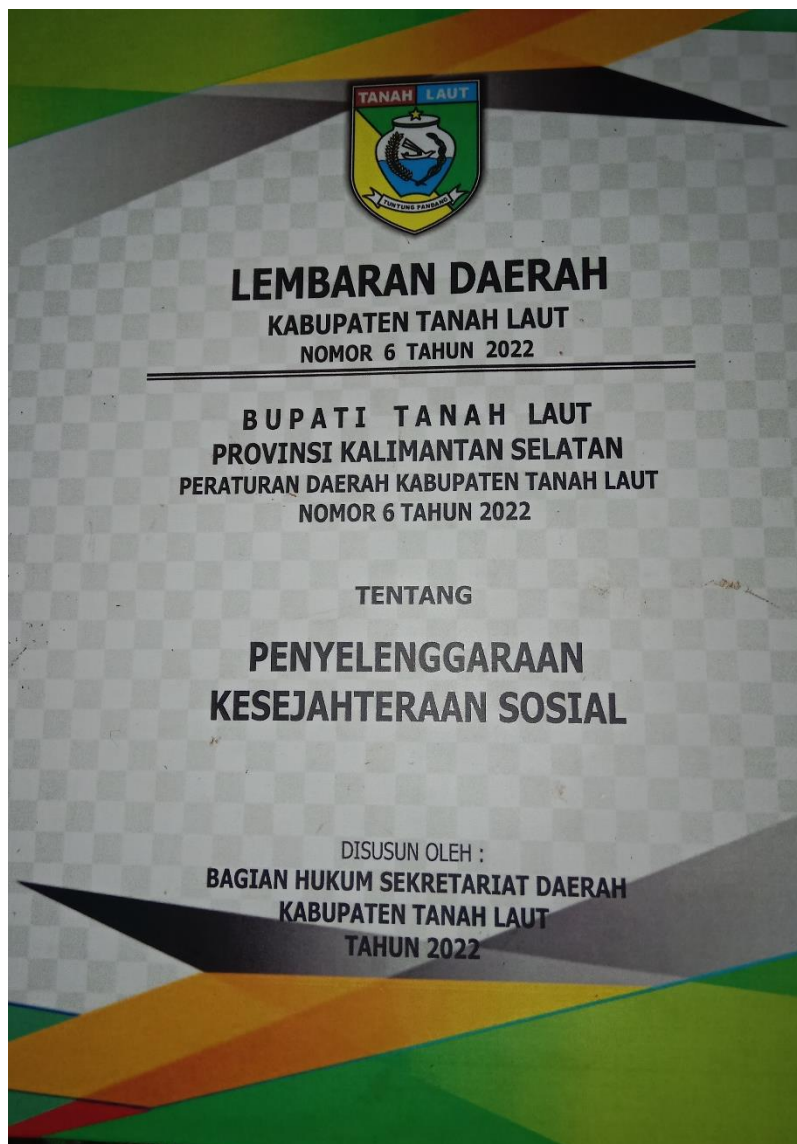 TANAH LAUT
TUNTUNG PANDANG
LEMBARAN DAERAH
KABUPATEN TANAH LAUT
NOMOR 6 TAHUN 2022
BUPATI TANAH LAUT
PROVINSI KALIMANTAN SELATAN
PERATURAN DAERAH KABUPATEN TANAH LAUT
NOMOR 6 TAHUN 2022
TENTANG
PENYELENGGARAAN
KESEJAHTERAAN SOSIAL
DISUSUN OLEH :
BAGIAN HUKUM SEKRETARIAT DAERAH
KABUPATEN TANAH LAUT
TAHUN 2022